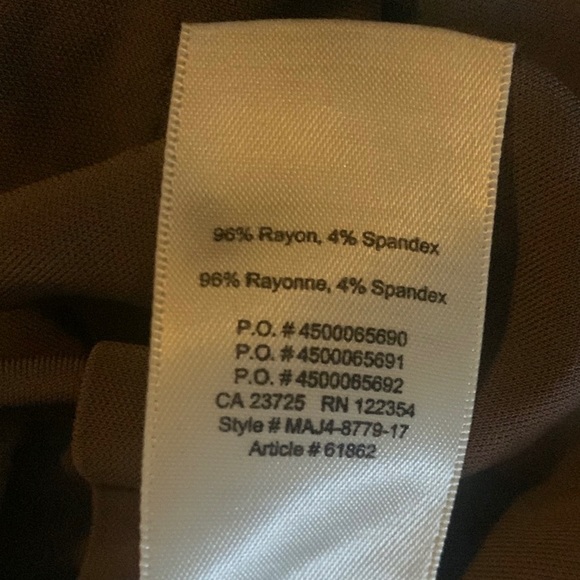 96% Rayon, 4% Spandex
96% Rayonne, 4% Spandex
P.O. # 4500065690
P.O. # 4500065691
P.O. # 4500065692
CA 23725 RN 122354
Style # MAJ4-8779-17
Article # 61862